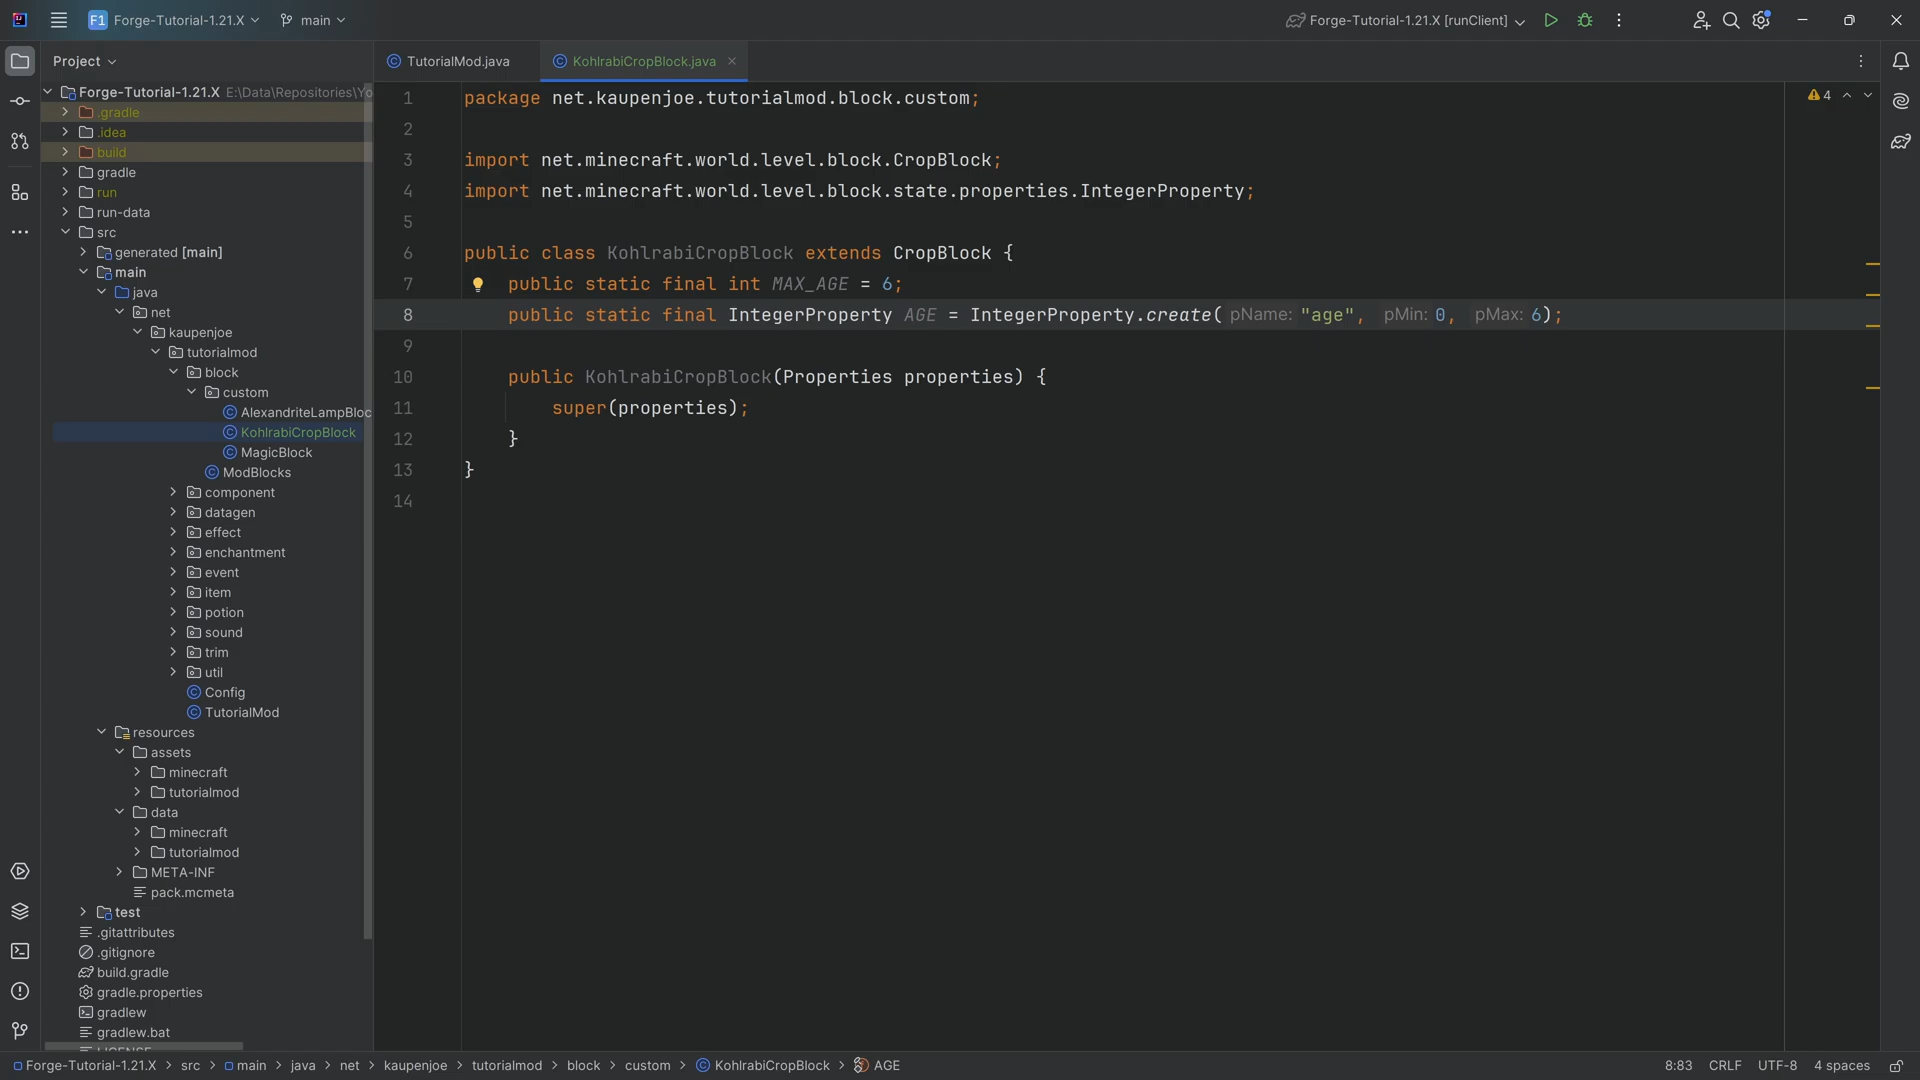 F1 Forge-Tutorial-1.21.X main Forge-Tutorial-1.21.X [runClient]
Project
TutorialMod.java KohlrabiCropBlock.java
Forge-Tutorial-1.21.X E:\Data\Repositories\Yo
.gradle
.idea
build
gradle
run
run-data
src
generated [main]
main
java
net
kaupenjoe
tutorialmod
block
custom
AlexandriteLampBloc
KohlrabiCropBlock
MagicBlock
ModBlocks
component
datagen
effect
enchantment
event
item
potion
sound
trim
util
Config
TutorialMod
resources
assets
minecraft
tutorialmod
data
minecraft
tutorialmod
META-INF
pack.mcmeta
test
.gitattributes
.gitignore
build.gradle
gradle.properties
gradlew
gradlew.bat
LICENSE
4
1 package net.kaupenjoe.tutorialmod.block.custom;
2
3 import net.minecraft.world.level.block.CropBlock;
4 import net.minecraft.world.level.block.state.properties.IntegerProperty;
5
6 public class KohlrabiCropBlock extends CropBlock {
7 public static final int MAX_AGE = 6;
8 public static final IntegerProperty AGE = IntegerProperty.create( pName: "age", pMin: 0, pMax: 6);
9
10 public KohlrabiCropBlock(Properties properties) {
11 super(properties);
12 }
13 }
14
Forge-Tutorial-1.21.X > src > main > java > net > kaupenjoe > tutorialmod > block > custom > KohlrabiCropBlock > AGE 8:83 CRLF UTF-8 4 spaces